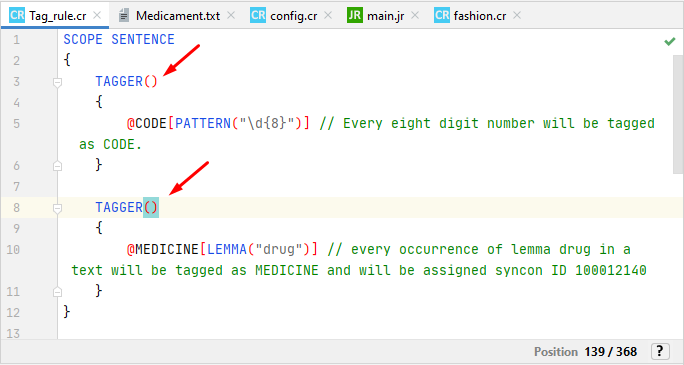 CR Tag_rule.cr × Medicament.txt × CR config.cr × JR main.jr × CR fashion.cr ×
1 SCOPE SENTENCE
2 {
3 TAGGER()
4 {
5 @CODE[PATTERN("\d{8}")] // Every eight digit number will be tagged
as CODE.
6 }
7
8 TAGGER()
9 {
10 @MEDICINE[LEMMA("drug")] // every occurrence of lemma drug in a
text will be tagged as MEDICINE and will be assigned syncon ID 100012140
11 }
12 }
13
Position 139 / 368 ?